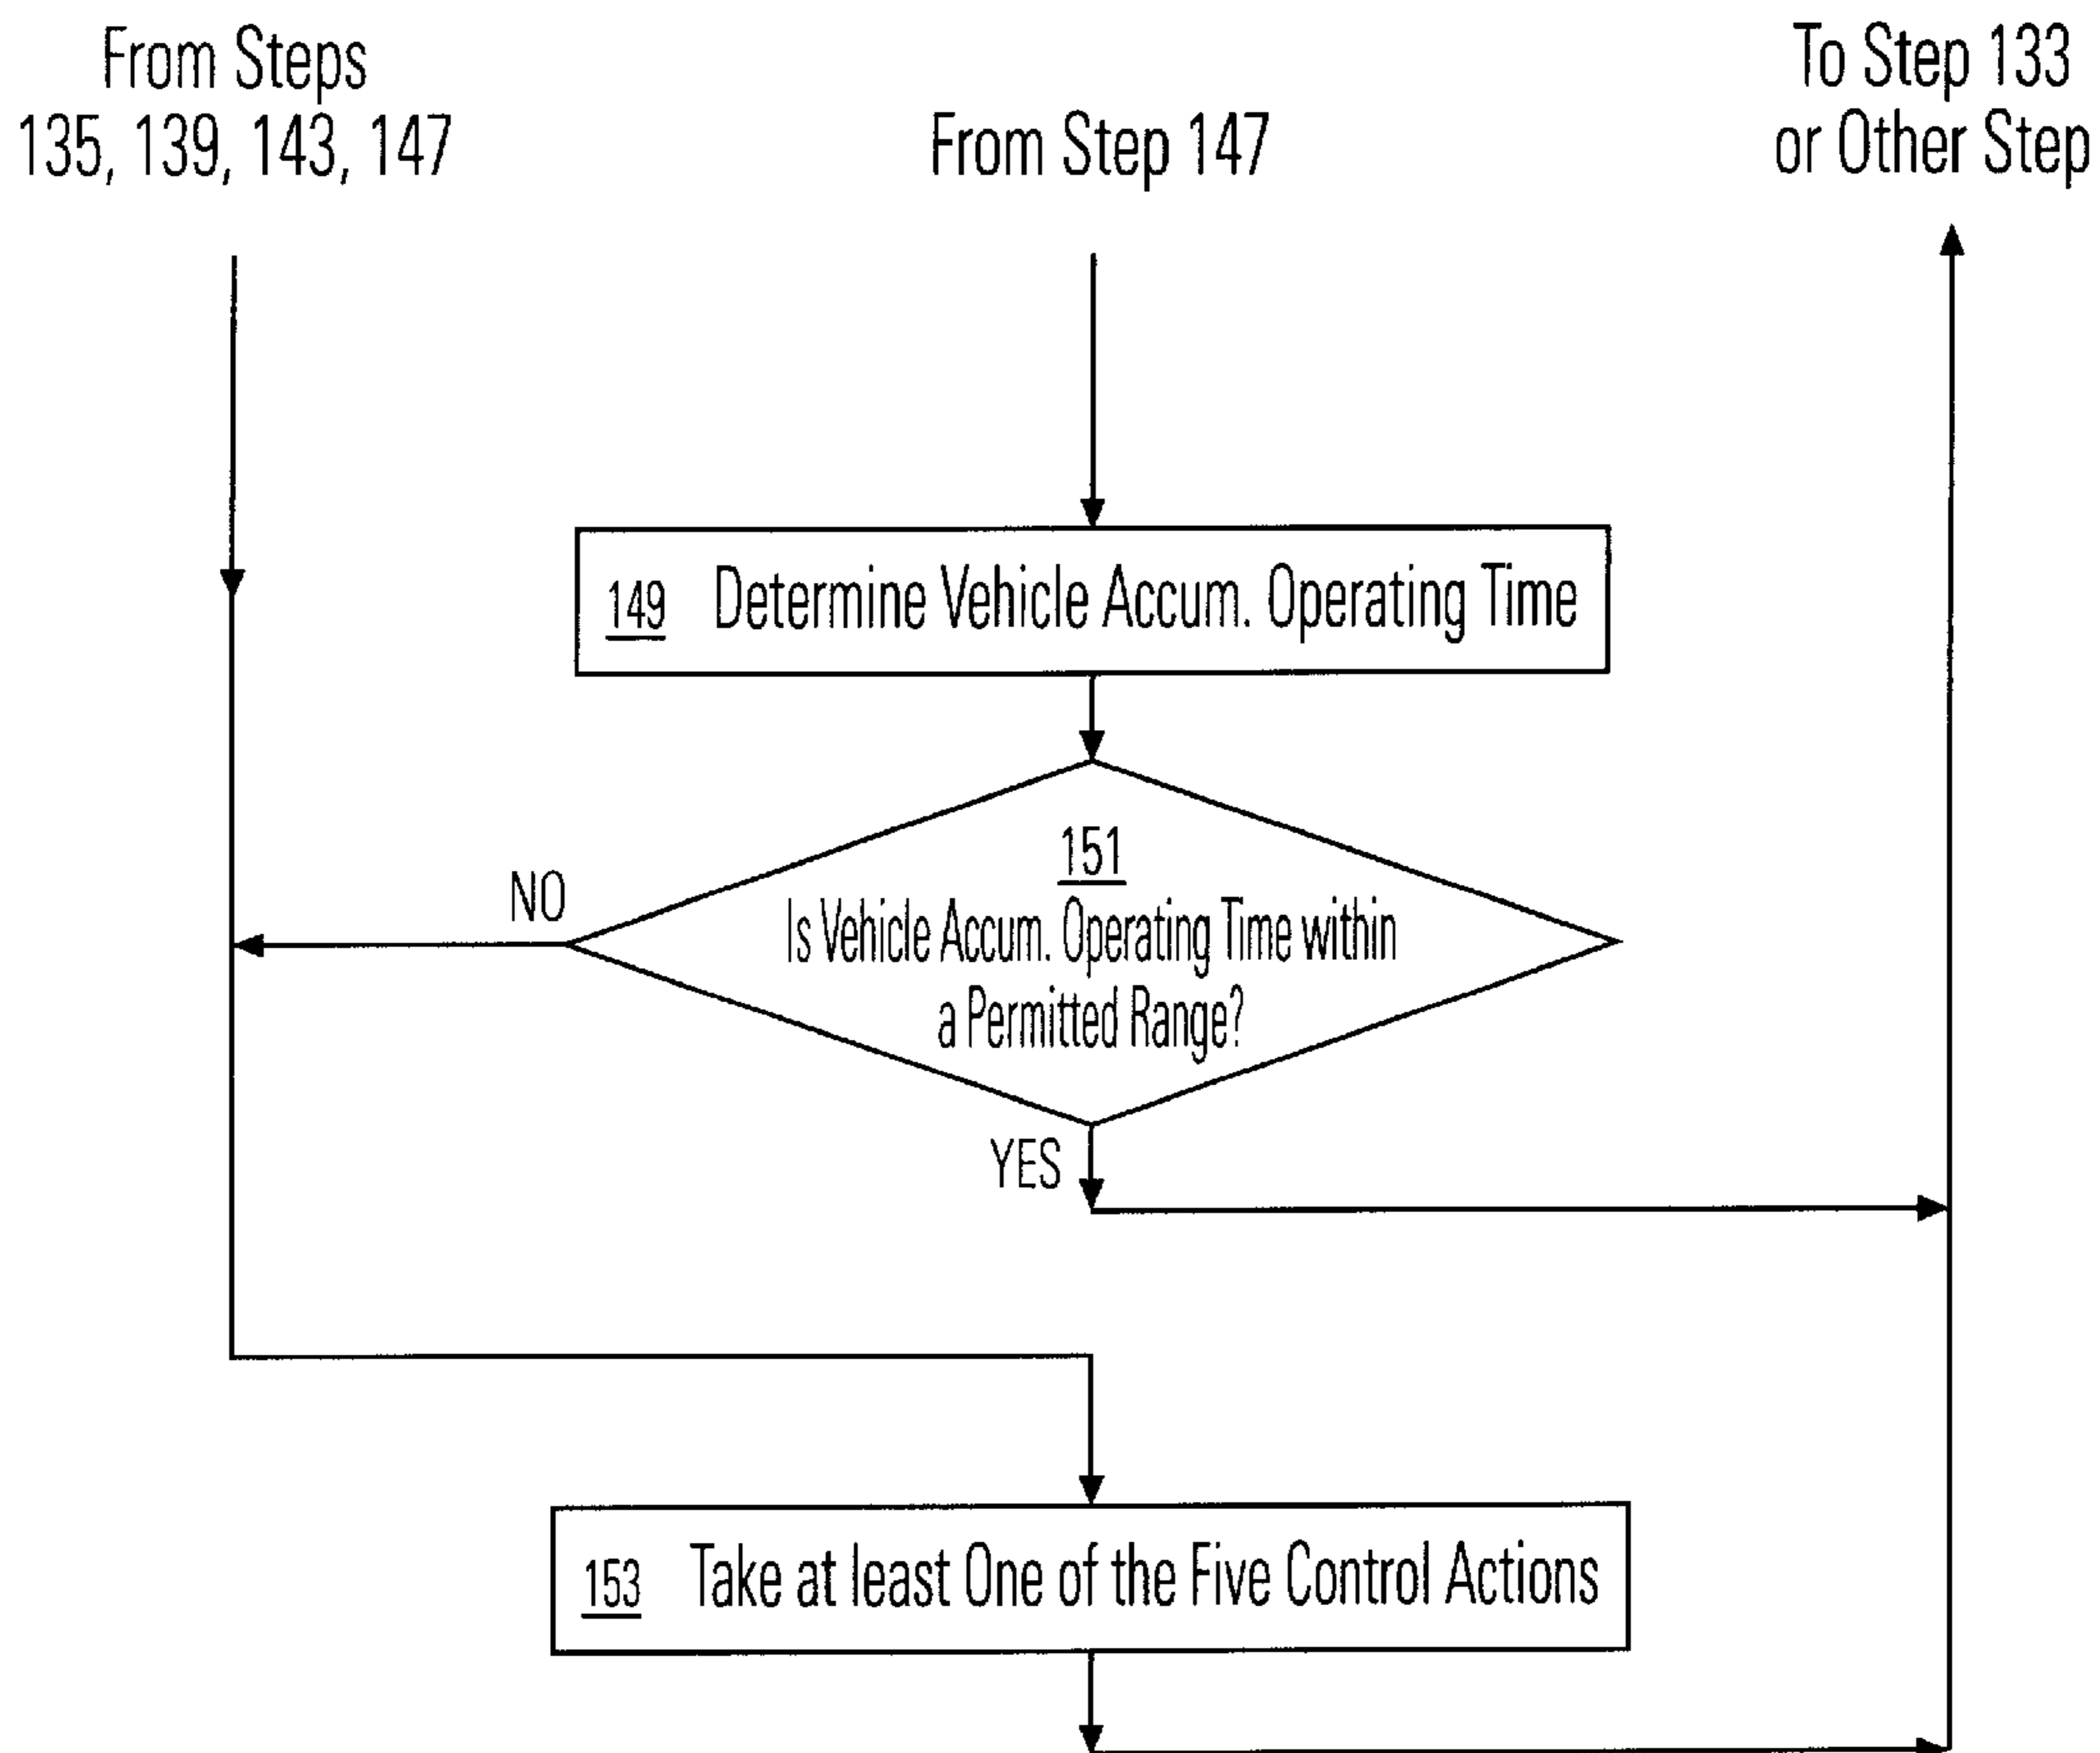 From Steps
135, 139, 143, 147
From Step 147
To Step 133
or Other Step
149 Determine Vehicle Accum. Operating Time
151
Is Vehicle Accum. Operating Time within
a Permitted Range?
NO
YES
153 Take at least One of the Five Control Actions